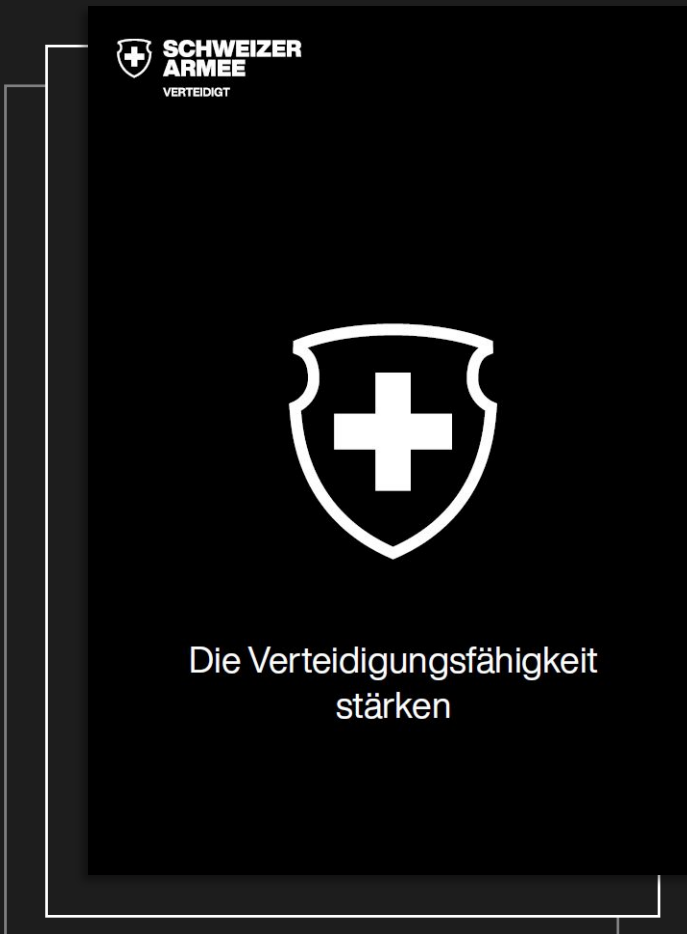 SCHWEIZER
ARMEE
VERTEIDIGT
Die Verteidigungsfähigkeit
stärken